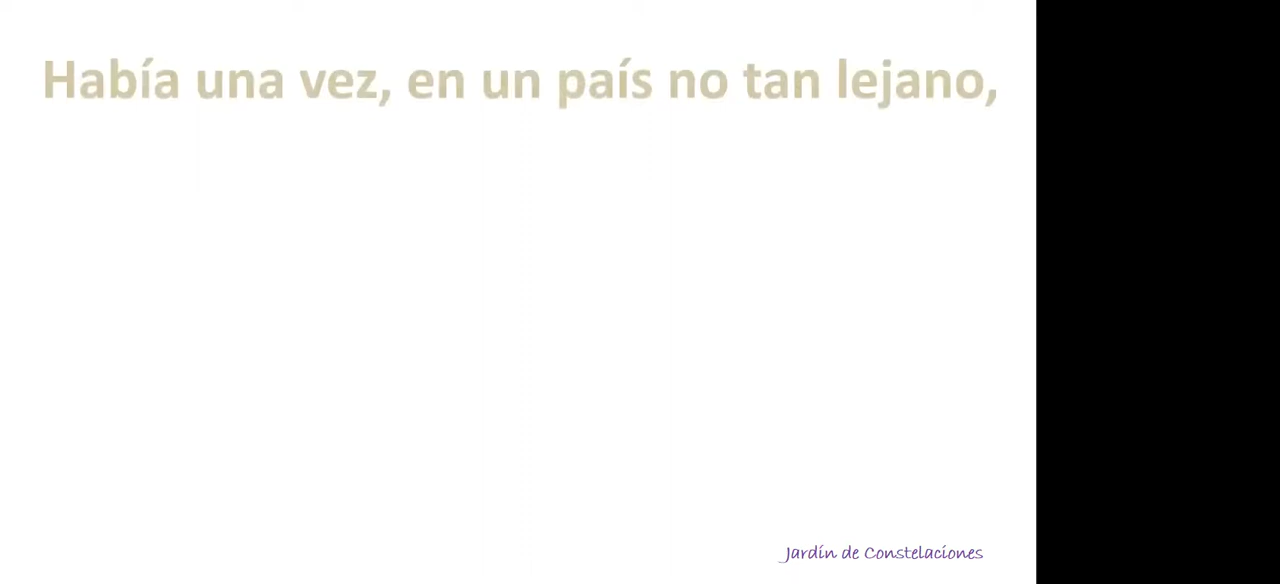 Había una vez, en un país no tan lejano,
Jardín de Constelaciones